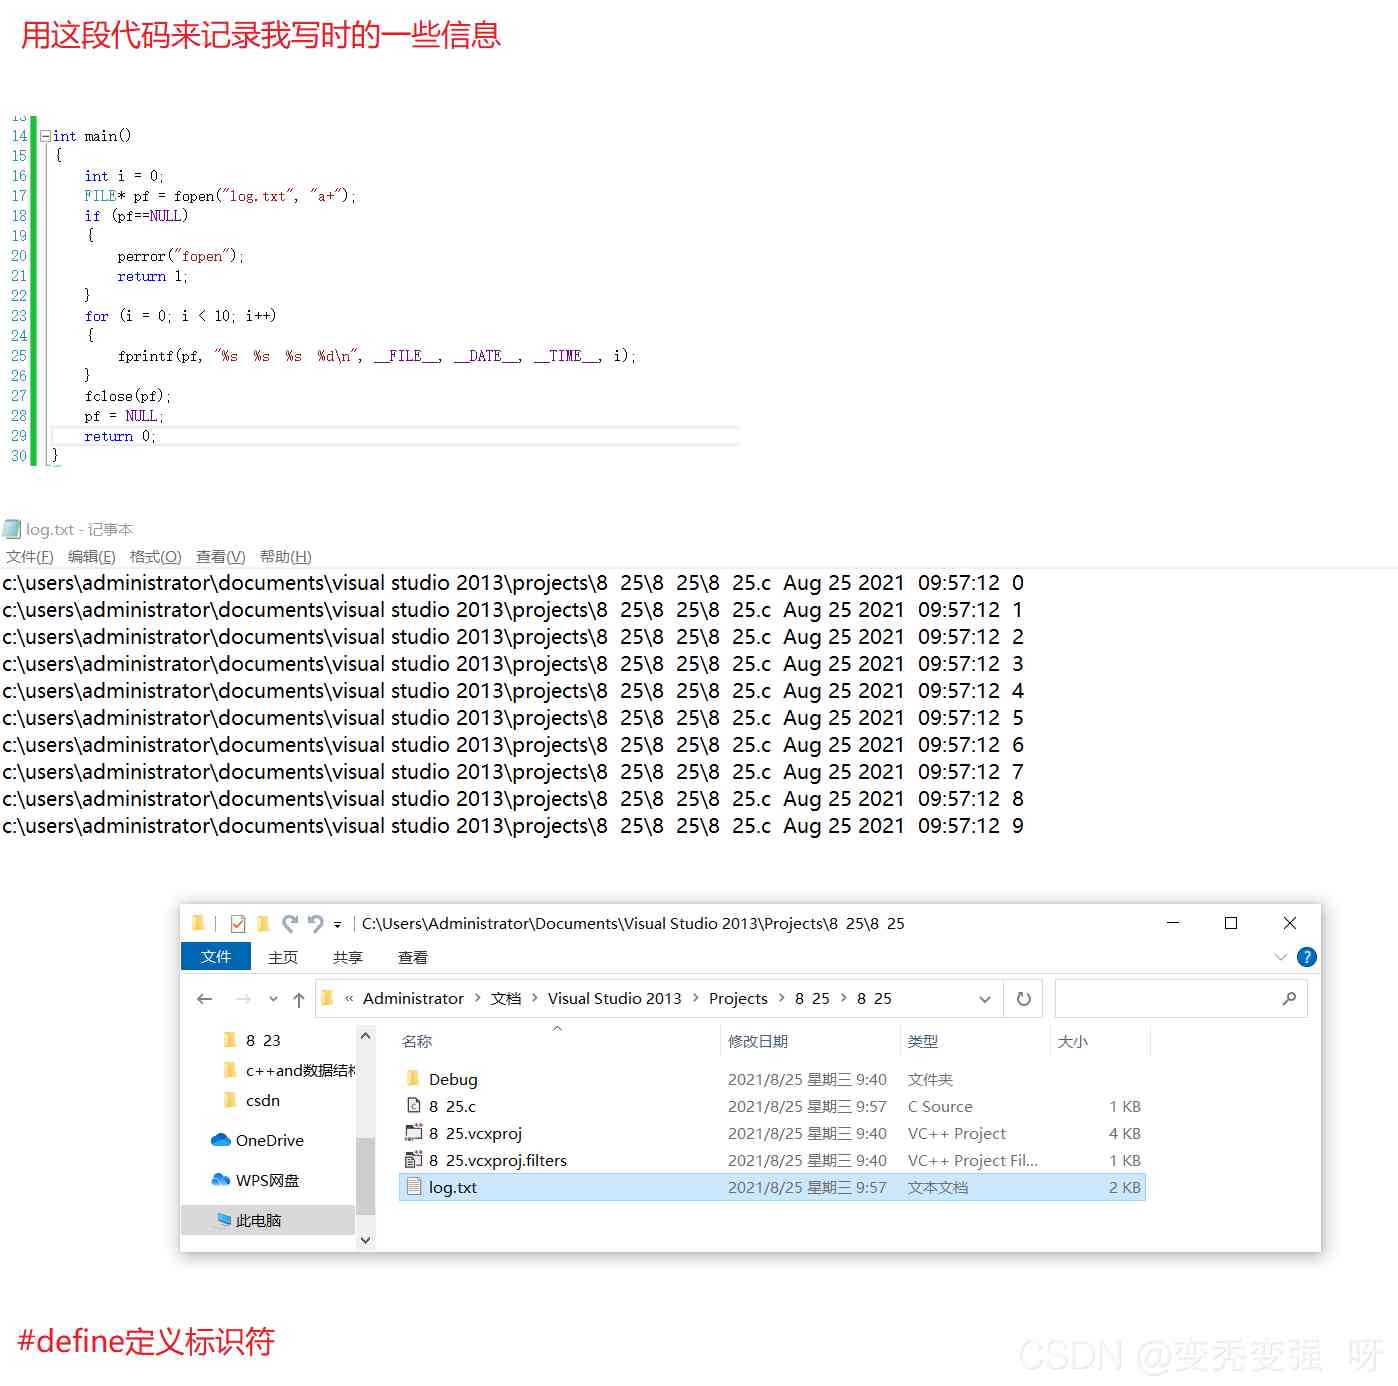 用这段代码来记录我写时的一些信息
13
14 int main()
15 {
16 int i = 0;
17 FILE* pf = fopen("log.txt", "a+");
18 if (pf==NULL)
19 {
20 perror("fopen");
21 return 1;
22 }
23 for (i = 0; i < 10; i++)
24 {
25 fprintf(pf, "%s  %s  %s  %d\n", __FILE__, __DATE__, __TIME__, i);
26 }
27 fclose(pf);
28 pf = NULL;
29 return 0;
30 }
log.txt - 记事本
文件(F) 编辑(E) 格式(O) 查看(V) 帮助(H)
c:\users\administrator\documents\visual studio 2013\projects\8  25\8  25\8  25.c  Aug 25 2021  09:57:12  0
c:\users\administrator\documents\visual studio 2013\projects\8  25\8  25\8  25.c  Aug 25 2021  09:57:12  1
c:\users\administrator\documents\visual studio 2013\projects\8  25\8  25\8  25.c  Aug 25 2021  09:57:12  2
c:\users\administrator\documents\visual studio 2013\projects\8  25\8  25\8  25.c  Aug 25 2021  09:57:12  3
c:\users\administrator\documents\visual studio 2013\projects\8  25\8  25\8  25.c  Aug 25 2021  09:57:12  4
c:\users\administrator\documents\visual studio 2013\projects\8  25\8  25\8  25.c  Aug 25 2021  09:57:12  5
c:\users\administrator\documents\visual studio 2013\projects\8  25\8  25\8  25.c  Aug 25 2021  09:57:12  6
c:\users\administrator\documents\visual studio 2013\projects\8  25\8  25\8  25.c  Aug 25 2021  09:57:12  7
c:\users\administrator\documents\visual studio 2013\projects\8  25\8  25\8  25.c  Aug 25 2021  09:57:12  8
c:\users\administrator\documents\visual studio 2013\projects\8  25\8  25\8  25.c  Aug 25 2021  09:57:12  9
C:\Users\Administrator\Documents\Visual Studio 2013\Projects\8  25\8  25
文件 主页 共享 查看
« Administrator > 文档 > Visual Studio 2013 > Projects > 8  25 > 8  25
名称 修改日期 类型 大小
8  23
c++and数据结构
csdn
OneDrive
WPS网盘
此电脑
Debug 2021/8/25 星期三 9:40 文件夹
8  25.c 2021/8/25 星期三 9:57 C Source 1 KB
8  25.vcxproj 2021/8/25 星期三 9:40 VC++ Project 4 KB
8  25.vcxproj.filters 2021/8/25 星期三 9:40 VC++ Project Fil... 1 KB
log.txt 2021/8/25 星期三 9:57 文本文档 2 KB
#define定义标识符
CSDN @变秃变强  呀